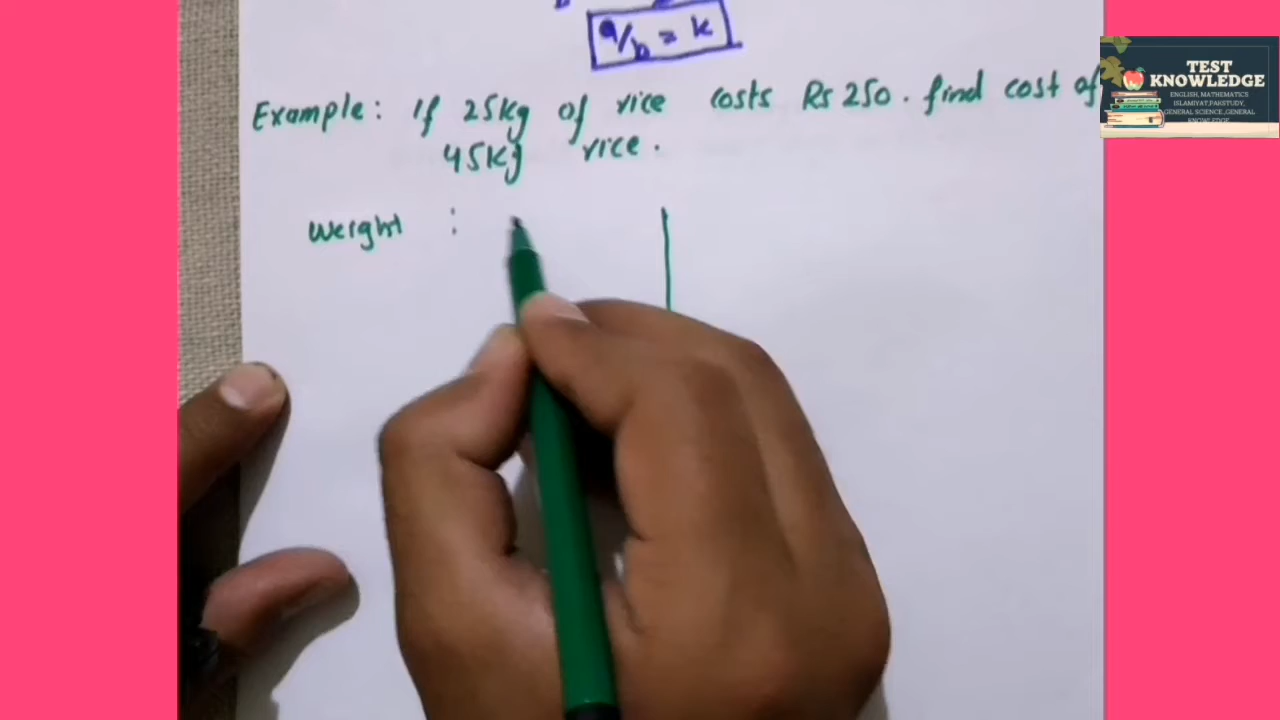 a/b = k
Example: If 25kg of rice costs Rs 250. find cost of
45kg rice.
Weight :
TEST
KNOWLEDGE
ENGLISH, MATHEMATICS
ISLAMIYAT,PAKSTUDY,
GENERAL SCIENCE ,GENERAL
KNOWLEDGE